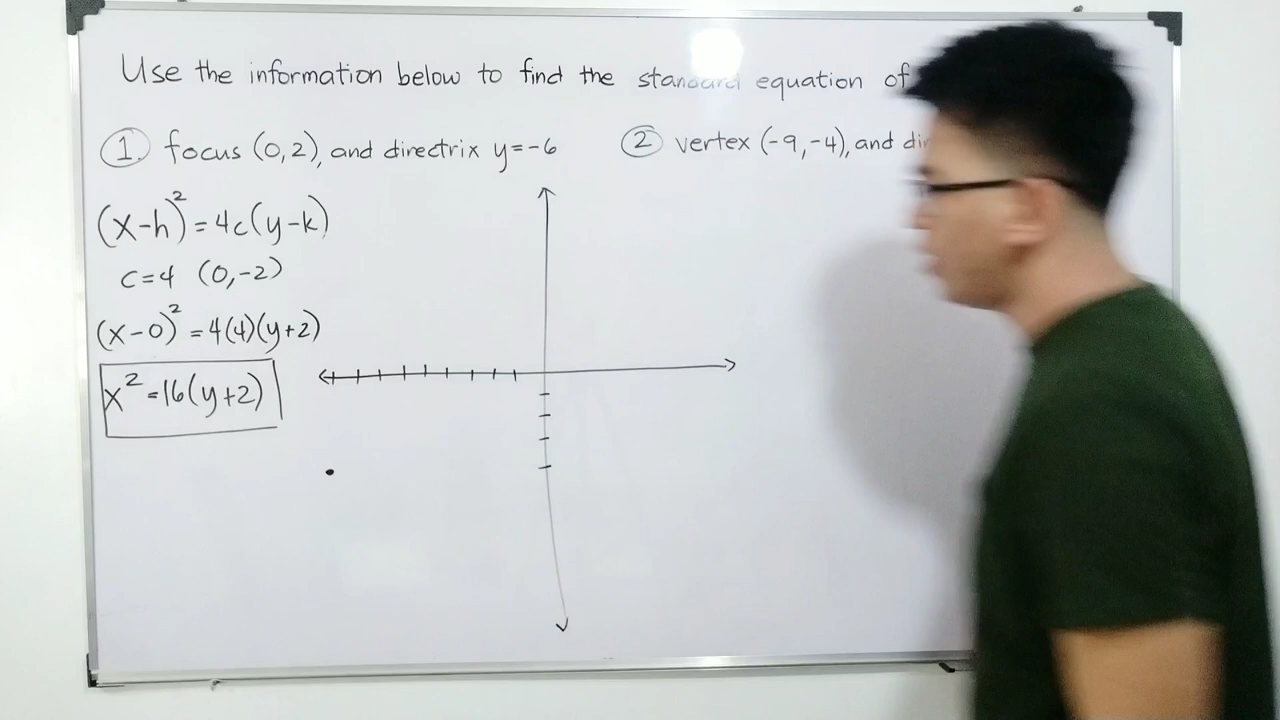 Use the information below to find the standard equation of
① focus (0,2), and directrix y=-6
② vertex (-9,-4), and
(x-h)²=4c(y-k)
c=4 (0,-2)
(x-0)²=4(4)(y+2)
x²=16(y+2)